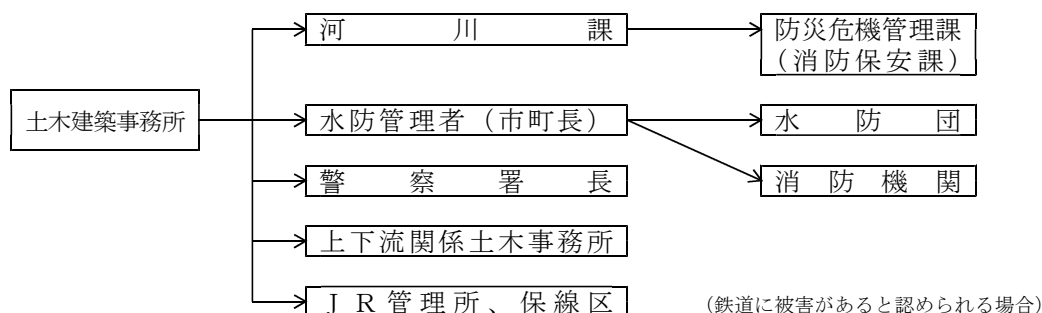 河川課
防災危機管理課
（消防保安課）
土木建築事務所
水防管理者（市町長）
水防団
警察署長
消防機関
上下流関係土木事務所
ＪＲ管理所、保線区
（鉄道に被害があると認められる場合）